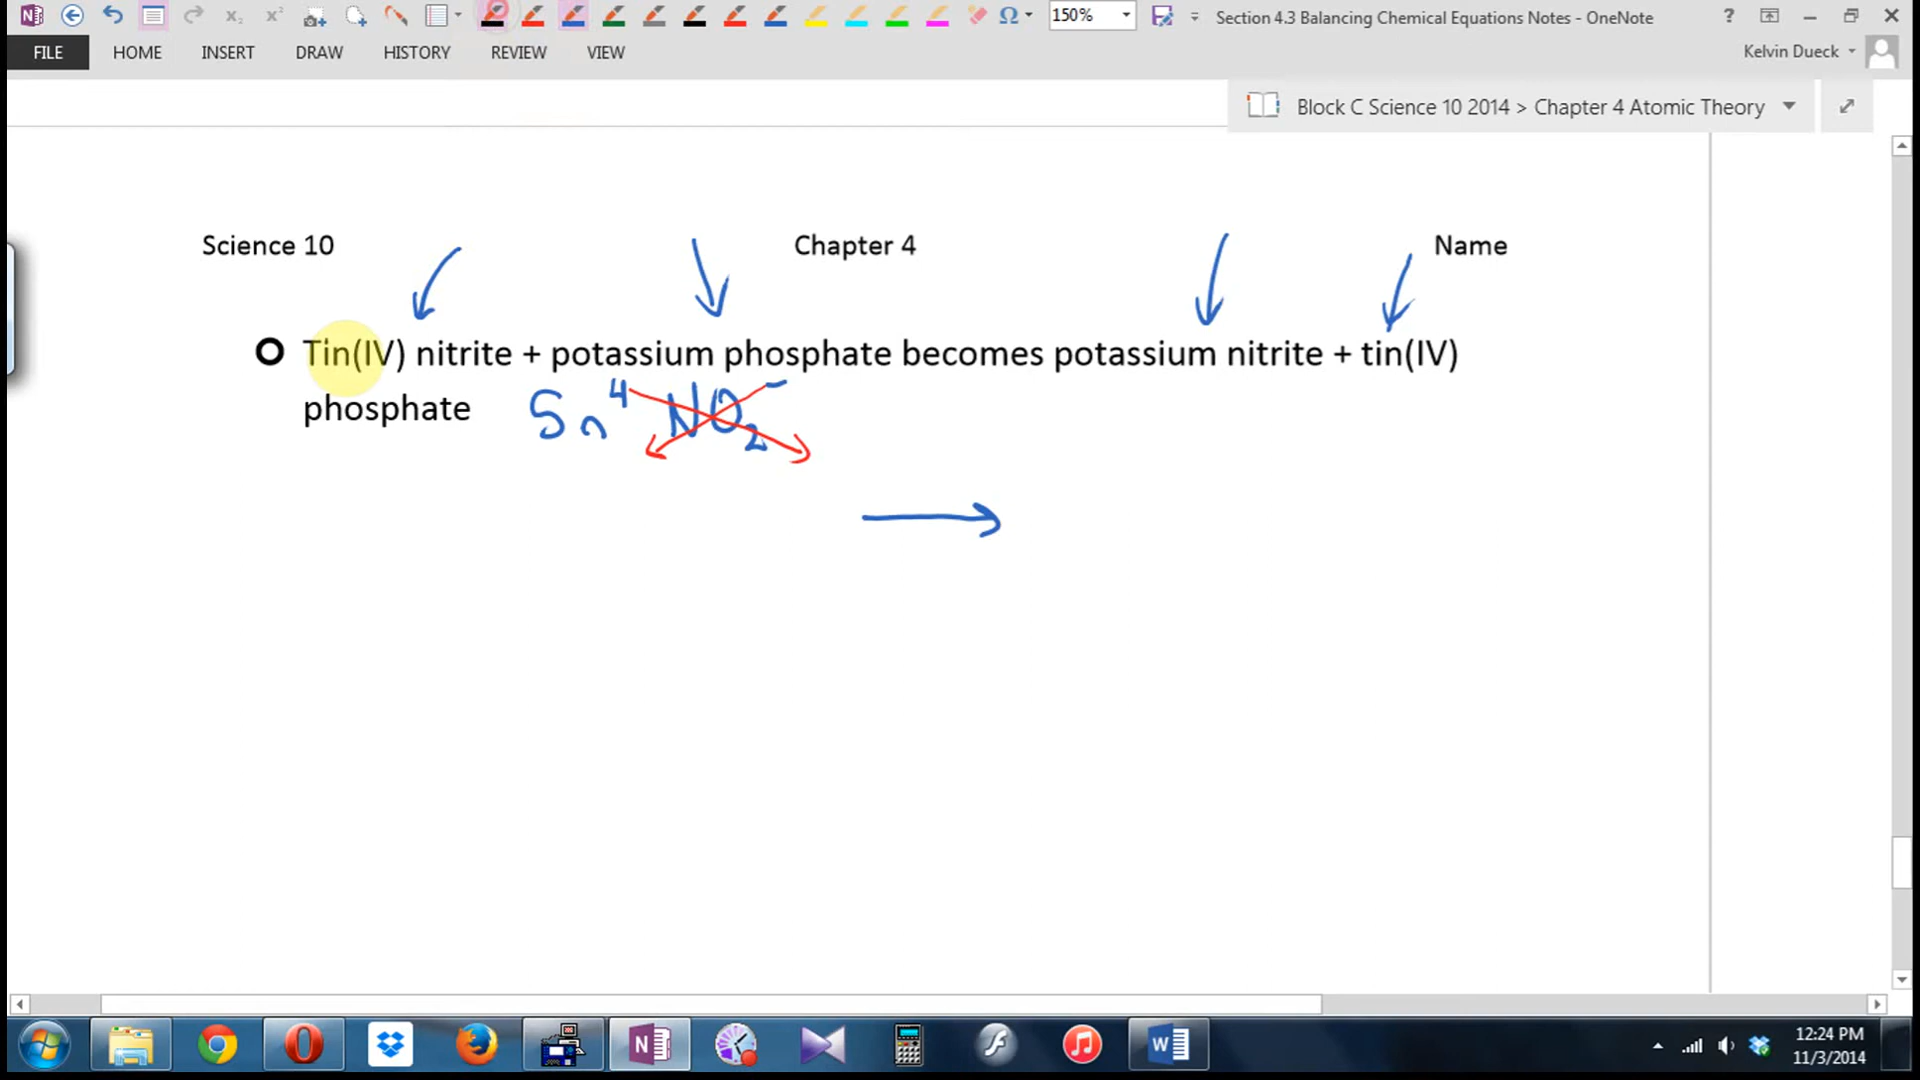 150%
Section 4.3 Balancing Chemical Equations Notes - OneNote
FILE HOME INSERT DRAW HISTORY REVIEW VIEW
Kelvin Dueck
Block C Science 10 2014 > Chapter 4 Atomic Theory
Science 10 Chapter 4 Name
Tin(IV) nitrite + potassium phosphate becomes potassium nitrite + tin(IV)
phosphate Sn⁴ NO₂⁻
12:24 PM
11/3/2014